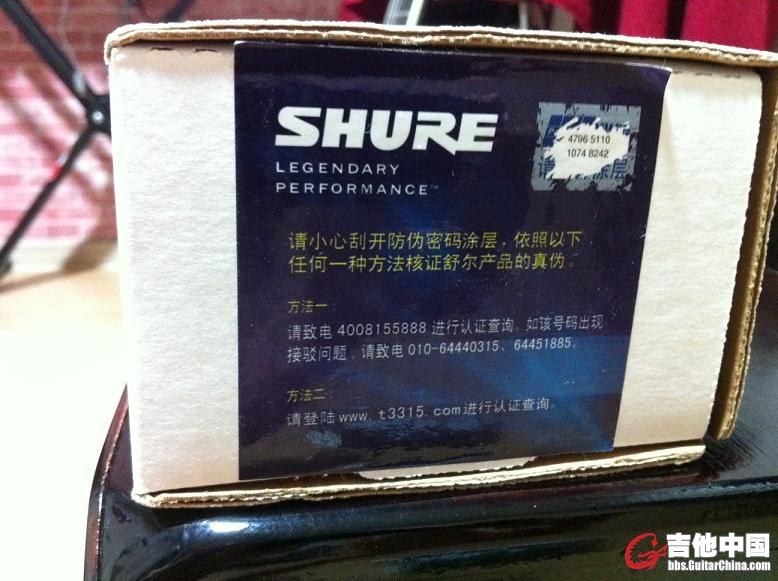 SHURE
LEGENDARY
PERFORMANCE™
4796 5110
1074 8242
请小心刮开防伪密码涂层，依照以下
任何一种方法核证舒尔产品的真伪。
方法一：
请致电 4008155888 进行认证查询。如该号码出现
接驳问题，请致电 010-64440315、64451885。
方法二：
请登陆www.t3315.com进行认证查询。
吉他中国
bbs.GuitarChina.com